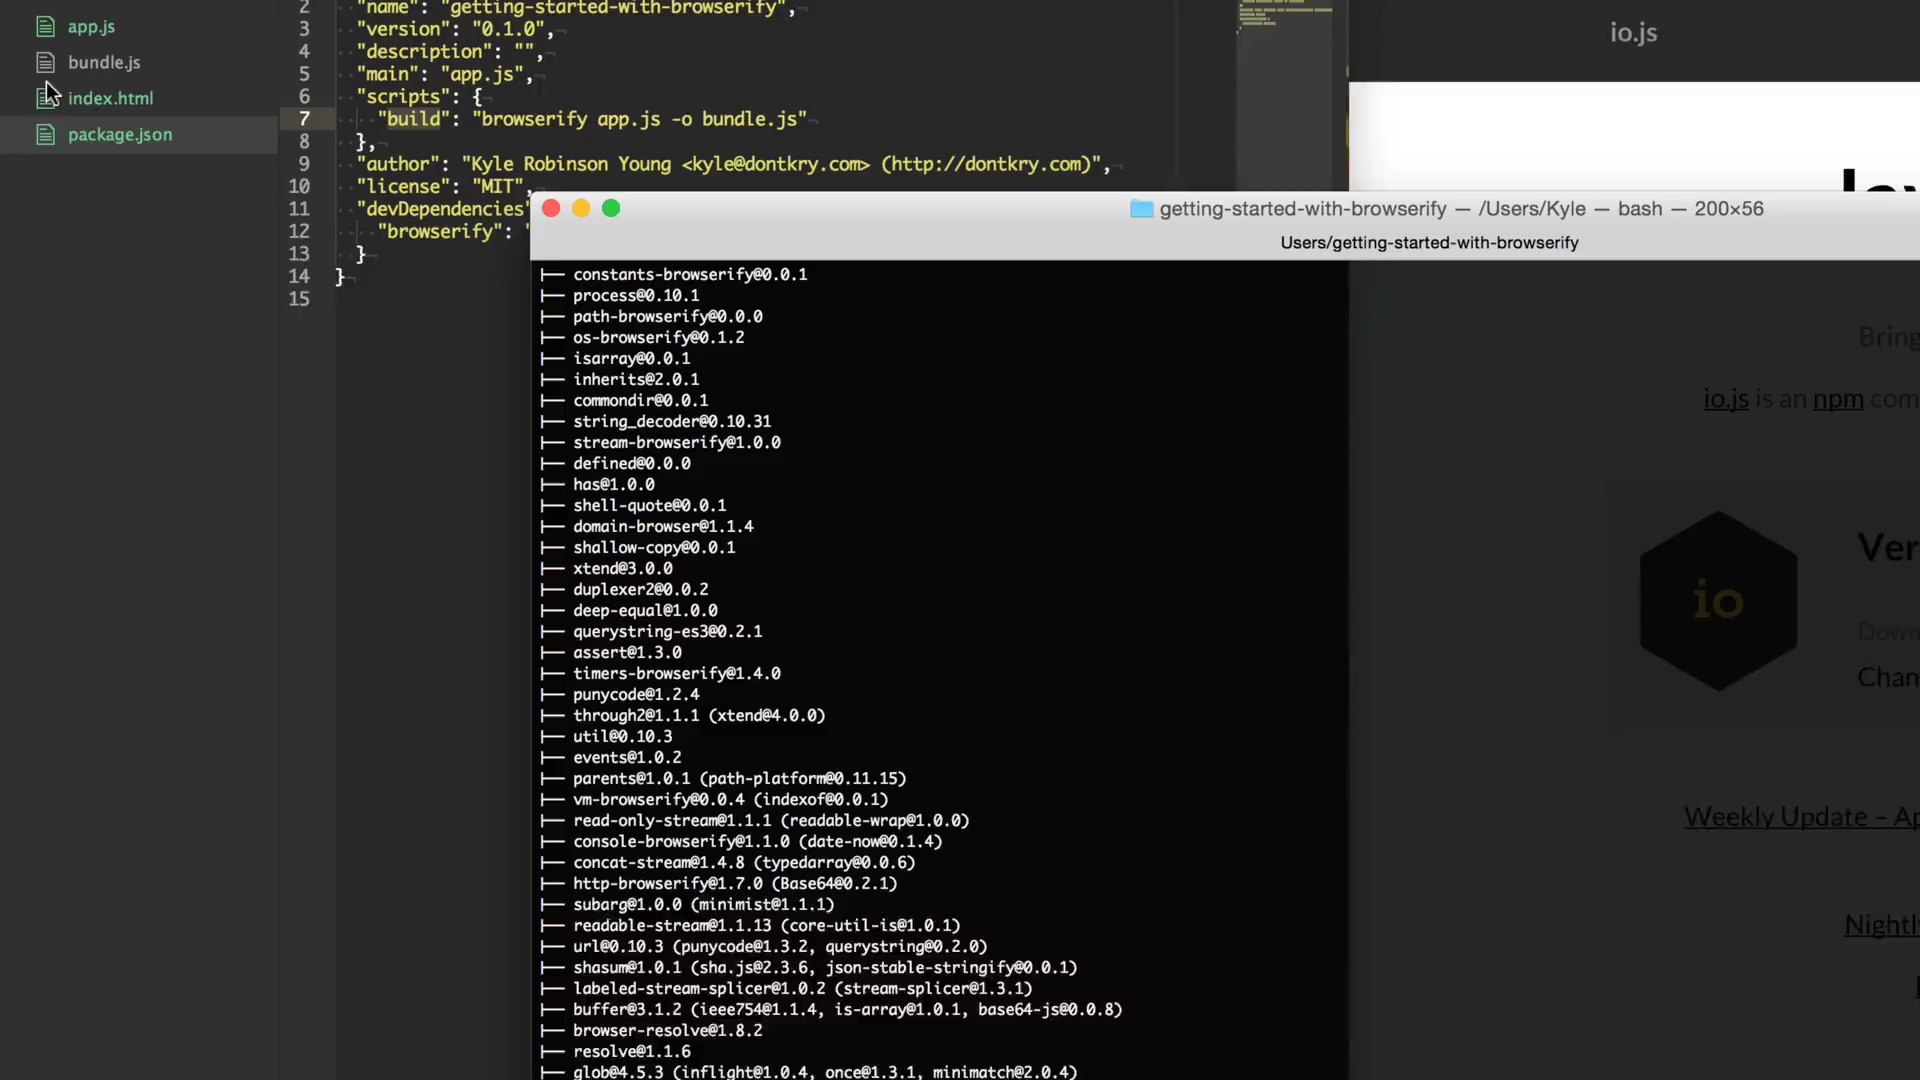 app.js
bundle.js
index.html
package.json
2 "name": "getting-started-with-browserify",
3 "version": "0.1.0",
4 "description": "",
5 "main": "app.js",
6 "scripts": {
7 "build": "browserify app.js -o bundle.js"
8 },
9 "author": "Kyle Robinson Young <kyle@dontkry.com> (http://dontkry.com)",
10 "license": "MIT",
11 "devDependencies"
12 "browserify": "
13 }
14 }
15
getting-started-with-browserify — /Users/Kyle — bash — 200×56
Users/getting-started-with-browserify
├── constants-browserify@0.0.1
├── process@0.10.1
├── path-browserify@0.0.0
├── os-browserify@0.1.2
├── isarray@0.0.1
├── inherits@2.0.1
├── commondir@0.0.1
├── string_decoder@0.10.31
├── stream-browserify@1.0.0
├── defined@0.0.0
├── has@1.0.0
├── shell-quote@0.0.1
├── domain-browser@1.1.4
├── shallow-copy@0.0.1
├── xtend@3.0.0
├── duplexer2@0.0.2
├── deep-equal@1.0.0
├── querystring-es3@0.2.1
├── assert@1.3.0
├── timers-browserify@1.4.0
├── punycode@1.2.4
├── through2@1.1.1 (xtend@4.0.0)
├── util@0.10.3
├── events@1.0.2
├── parents@1.0.1 (path-platform@0.11.15)
├── vm-browserify@0.0.4 (indexof@0.0.1)
├── read-only-stream@1.1.1 (readable-wrap@1.0.0)
├── console-browserify@1.1.0 (date-now@0.1.4)
├── concat-stream@1.4.8 (typedarray@0.0.6)
├── http-browserify@1.7.0 (Base64@0.2.1)
├── subarg@1.0.0 (minimist@1.1.1)
├── readable-stream@1.1.13 (core-util-is@1.0.1)
├── url@0.10.3 (punycode@1.3.2, querystring@0.2.0)
├── shasum@1.0.1 (sha.js@2.3.6, json-stable-stringify@0.0.1)
├── labeled-stream-splicer@1.0.2 (stream-splicer@1.3.1)
├── buffer@3.1.2 (ieee754@1.1.4, is-array@1.0.1, base64-js@0.0.8)
├── browser-resolve@1.8.2
├── resolve@1.1.6
├── glob@4.5.3 (inflight@1.0.4, once@1.3.1, minimatch@2.0.4)
io.js
Bring
io.js is an npm com
io
Ver
Down
Chan
Weekly Update – Ap
Nightl